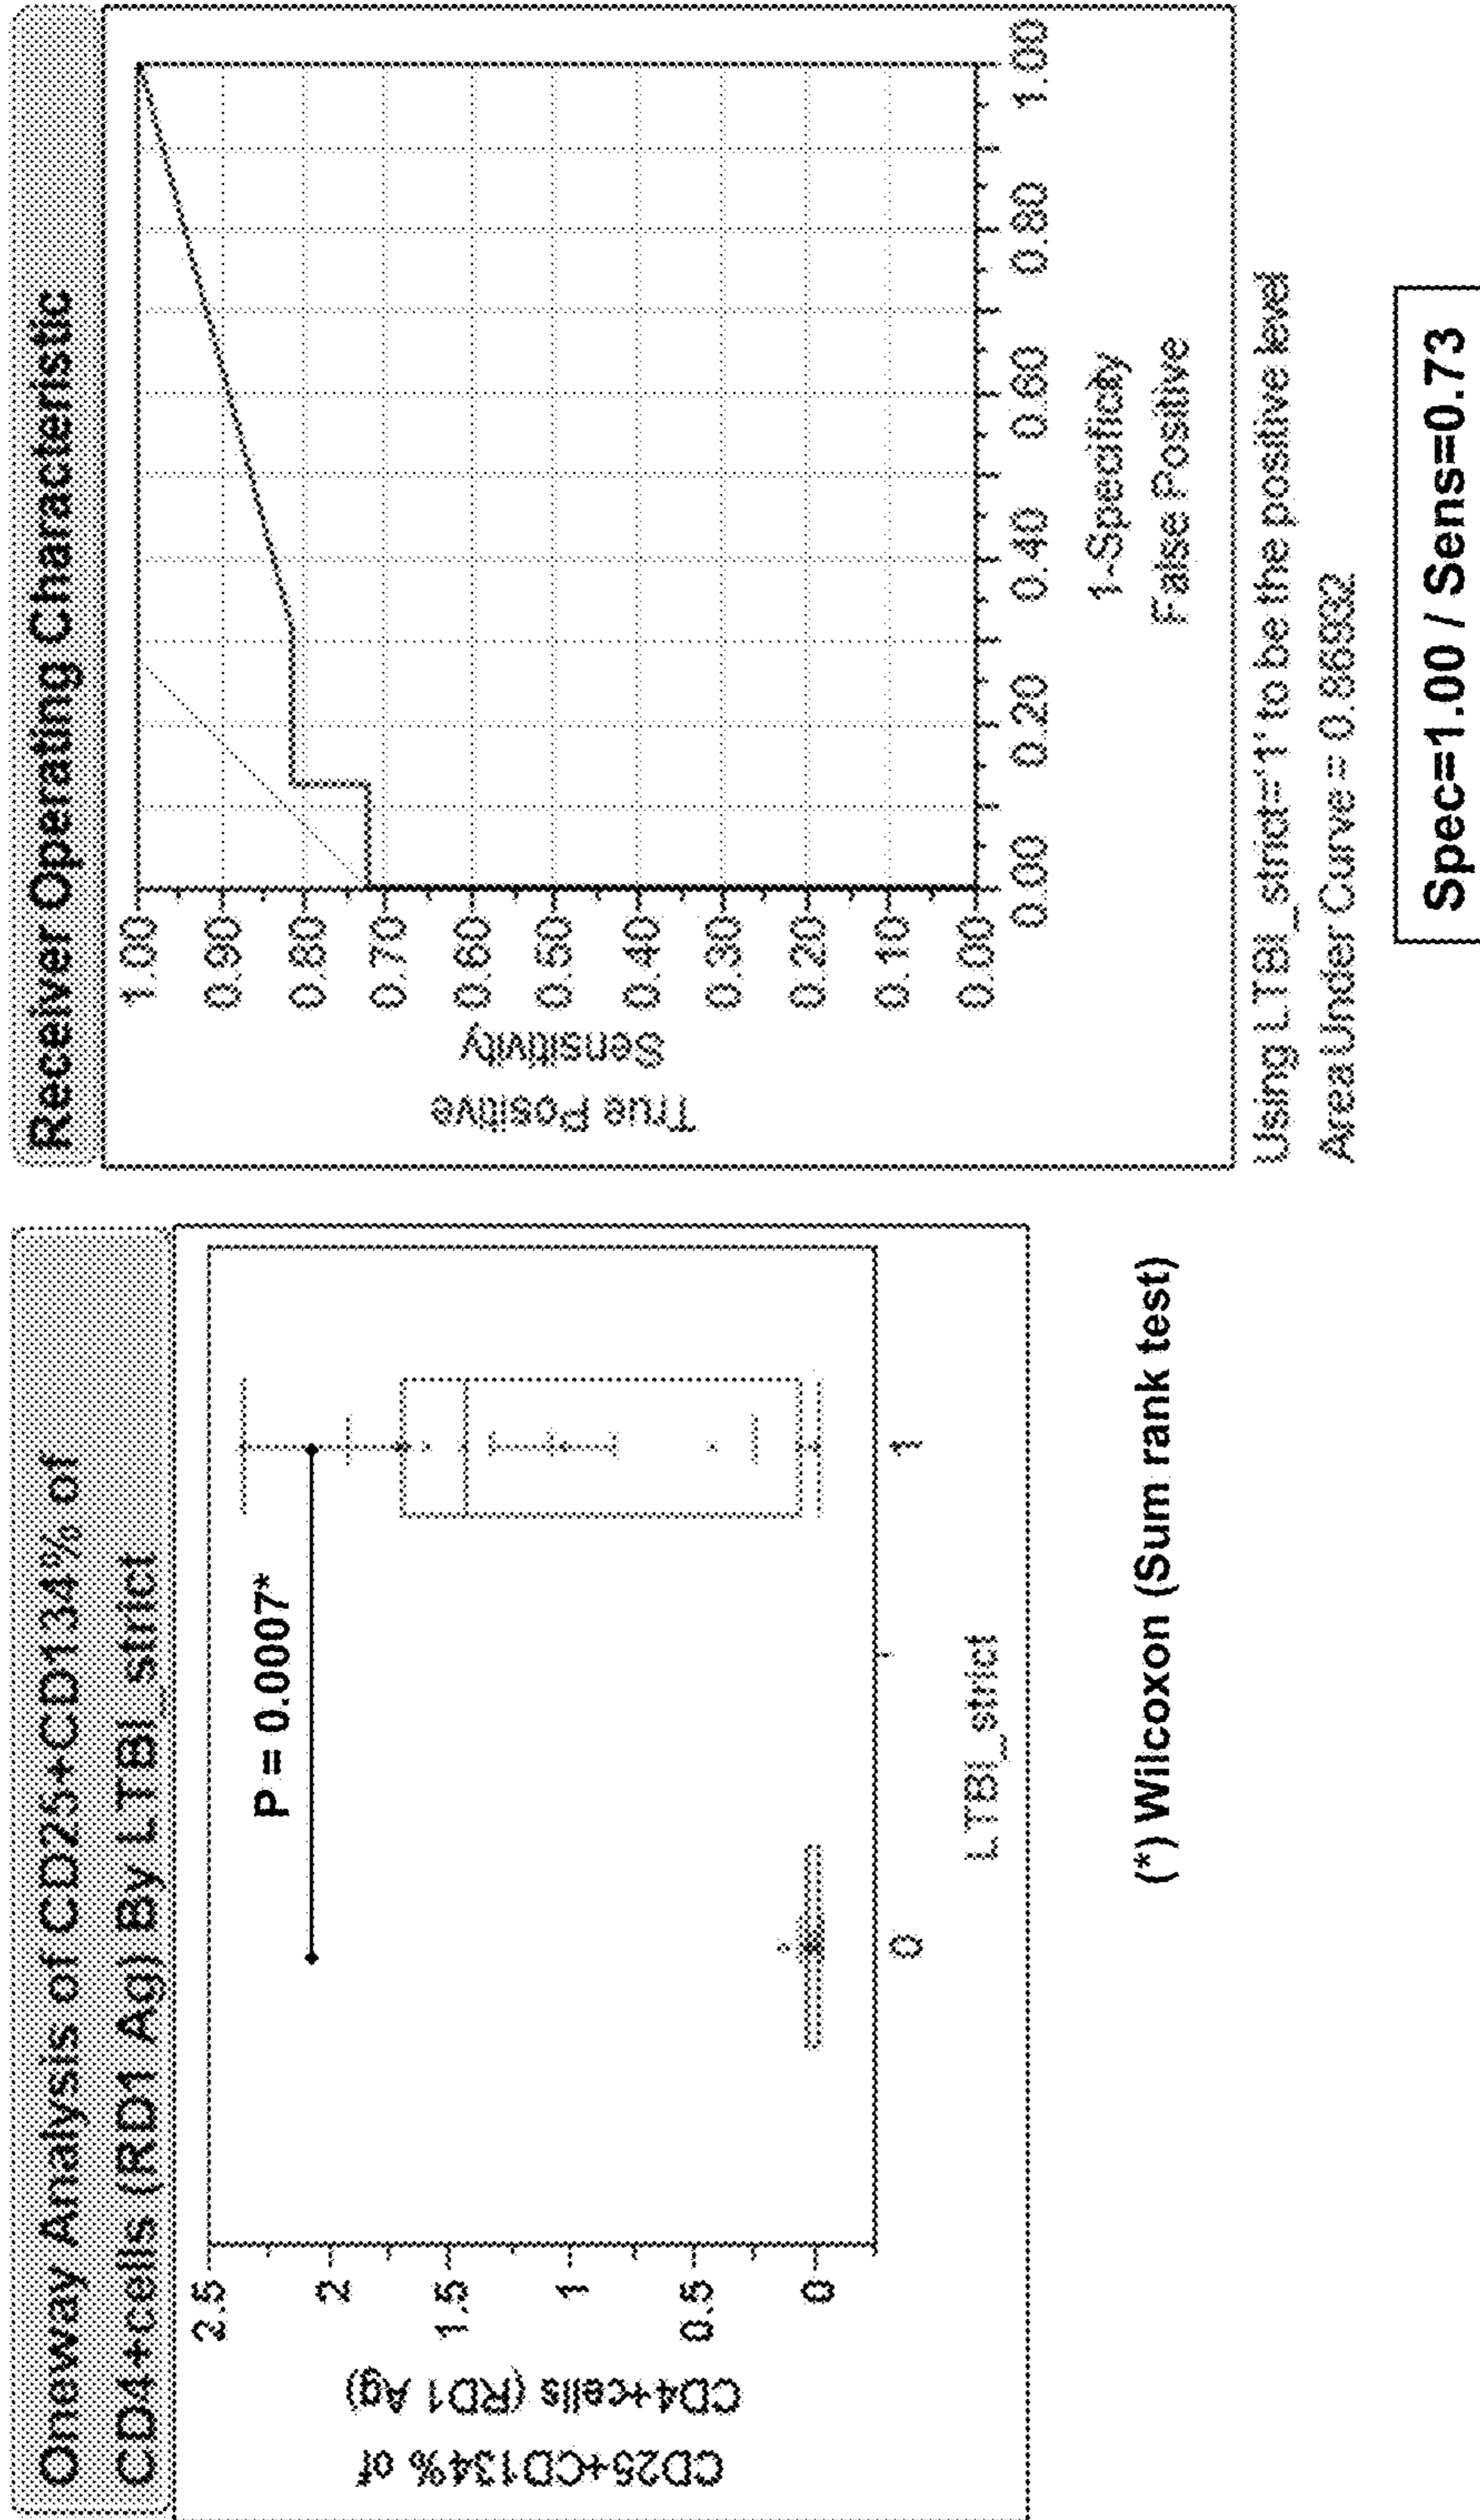 Oneway Analysis of CD25+CD134% of
CD4+cells (RD1 Ag) By LTBI_strict
CD25+CD134% of
CD4+cells (RD1 Ag)
2.5
2
1.5
1
0.5
0
P = 0.0007*
0
1
LTBI_strict
(*) Wilcoxon (Sum rank test)
Receiver Operating Characteristic
True Positive
Sensitivity
1.00
0.90
0.80
0.70
0.60
0.50
0.40
0.30
0.20
0.10
0.00
0.00
0.20
0.40
0.60
0.80
1.00
1-Specificity
False Positive
Using LTBI_strict='1' to be the positive level
Area Under Curve = 0.86932
Spec=1.00 / Sens=0.73